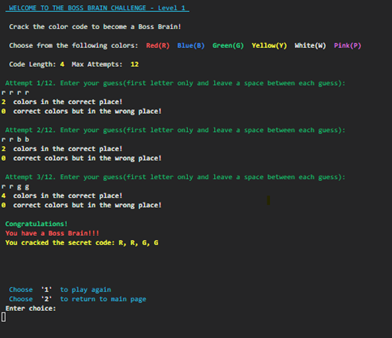 WELCOME TO THE BOSS BRAIN CHALLENGE - Level 1
Crack the color code to become a Boss Brain!
Choose from the following colors: Red(R) Blue(B) Green(G) Yellow(Y) White(W) Pink(P)
Code Length: 4 Max Attempts: 12
Attempt 1/12. Enter your guess(first letter only and leave a space between each guess):
r r r r
2 colors in the correct place!
0 correct colors but in the wrong place!
Attempt 2/12. Enter your guess(first letter only and leave a space between each guess):
r r b b
2 colors in the correct place!
0 correct colors but in the wrong place!
Attempt 3/12. Enter your guess(first letter only and leave a space between each guess):
r r g g
4 colors in the correct place!
0 correct colors but in the wrong place!
Congratulations!
You have a Boss Brain!!!
You cracked the secret code: R, R, G, G
Choose '1' to play again
Choose '2' to return to main page
Enter choice: